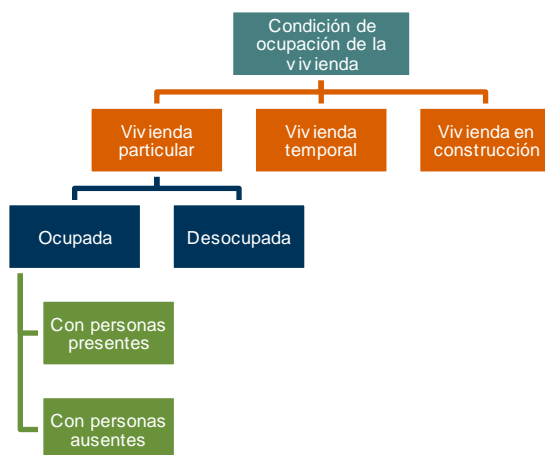 Condición de
ocupación de la
vivienda
Vivienda
particular
Vivienda
temporal
Vivienda en
construcción
Ocupada
Desocupada
Con personas
presentes
Con personas
ausentes